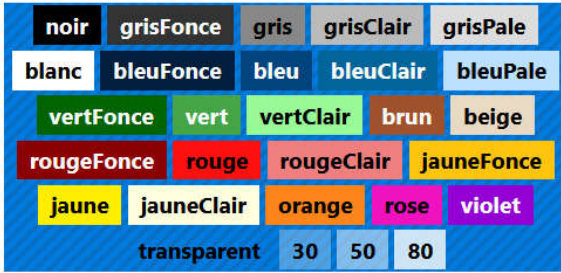 noir grisFonce gris grisClair grisPale
blanc bleuFonce bleu bleuClair bleuPale
vertFonce vert vertClair brun beige
rougeFonce rouge rougeClair jauneFonce
jaune jauneClair orange rose violet
transparent 30 50 80